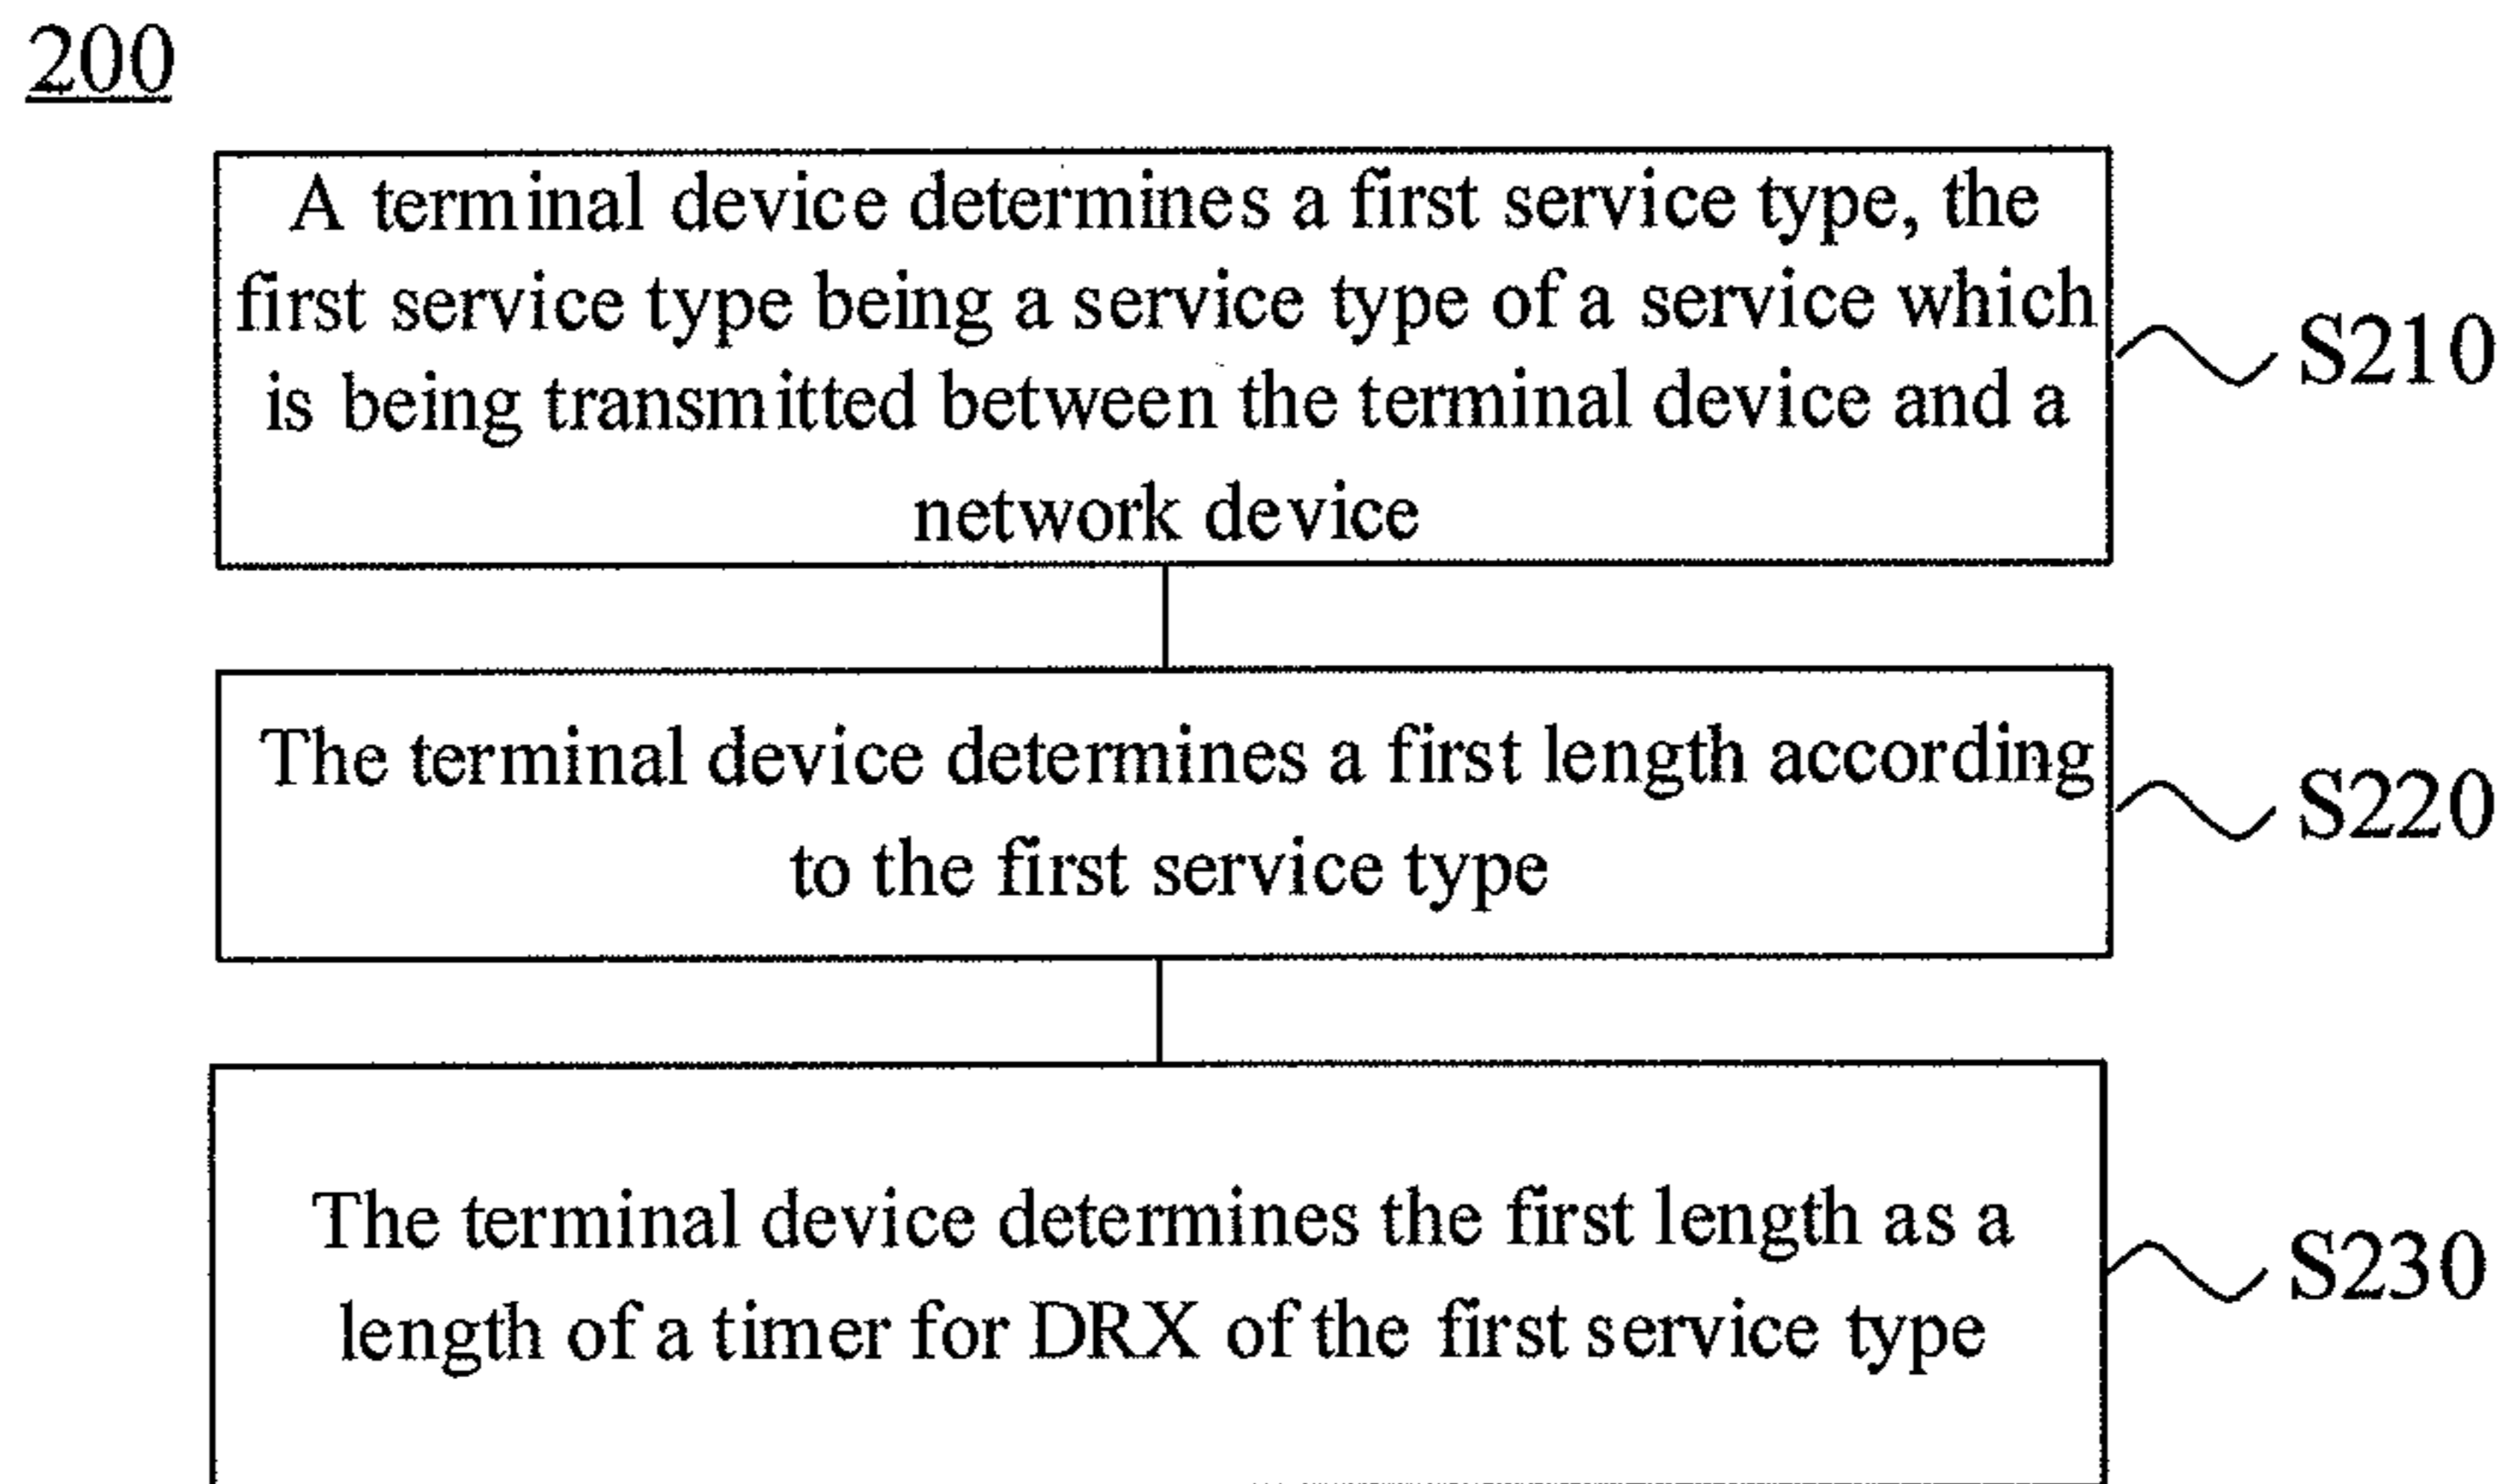 200
A terminal device determines a first service type, the
first service type being a service type of a service which
is being transmitted between the terminal device and a
network device
S210
The terminal device determines a first length according
to the first service type
S220
The terminal device determines the first length as a
length of a timer for DRX of the first service type
S230